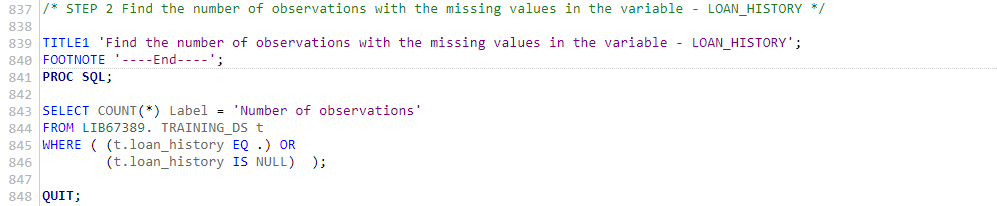 837 /* STEP 2 Find the number of observations with the missing values in the variable - LOAN_HISTORY */
838
839 TITLE1 'Find the number of observations with the missing values in the variable - LOAN_HISTORY';
840 FOOTNOTE '----End----';
841 PROC SQL;
842
843 SELECT COUNT(*) Label = 'Number of observations'
844 FROM LIB67389. TRAINING_DS t
845 WHERE ( (t.loan_history EQ .) OR
846         (t.loan_history IS NULL)  );
847
848 QUIT;